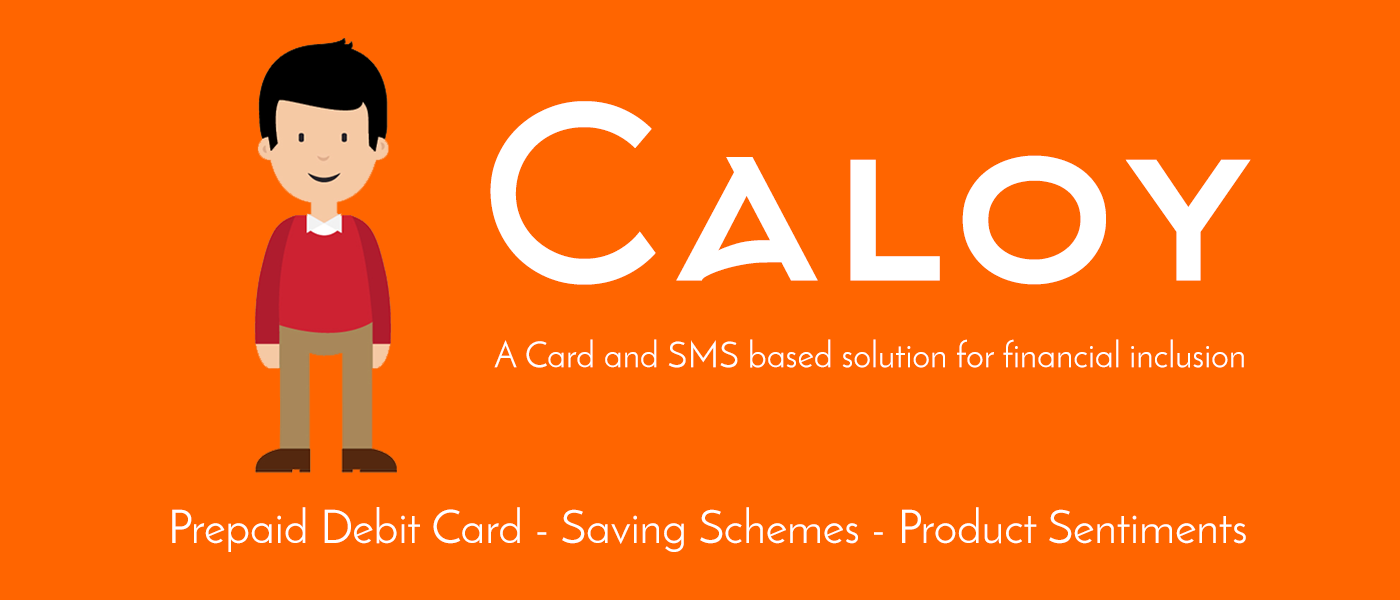 CALOY
A Card and SMS based solution for financial inclusion
Prepaid Debit Card - Saving Schemes - Product Sentiments